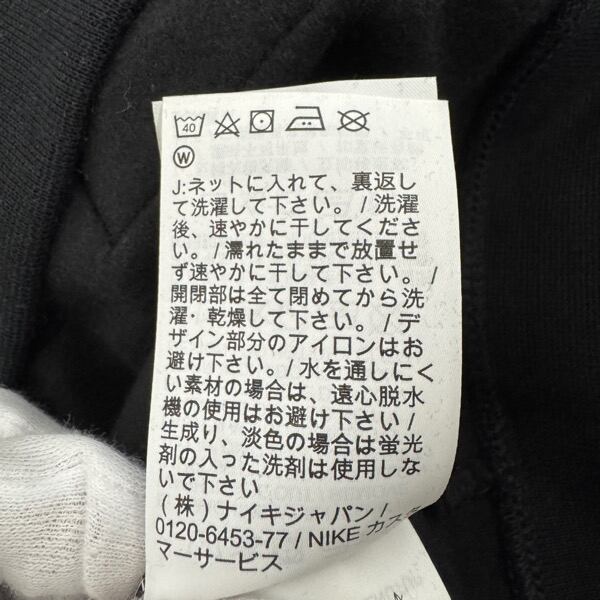 40
W
J:ネットに入れて、裏返し
て洗濯して下さい。/ 洗濯
後、速やかに干してくださ
い。/ 濡れたままで放置せ
ず速やかに干して下さい。/
開閉部は全て閉めてから洗
濯・乾燥して下さい。/ デ
ザイン部分のアイロンはお
避け下さい。/ 水を通しにく
い素材の場合は、遠心脱水
機の使用はお避け下さい /
生成り、淡色の場合は蛍光
剤の入った洗剤は使用しな
いで下さい
(株) ナイキジャパン /
0120-6453-77 / NIKE カスタ
マーサービス